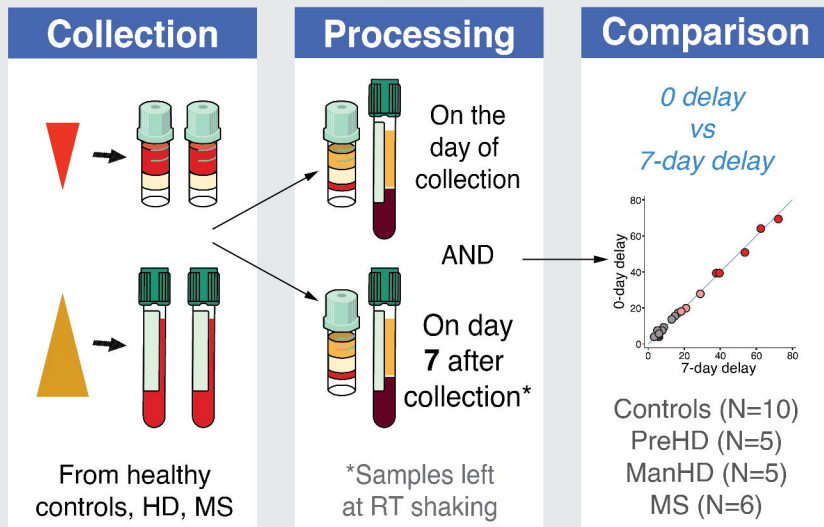 Collection
From healthy
controls, HD, MS
Processing
On the
day of
collection
AND
On day
7 after
collection*
*Samples left
at RT shaking
Comparison
0 delay
vs
7-day delay
80
60
40
20
0
0-day delay
0
20
40
60
80
7-day delay
Controls (N=10)
PreHD (N=5)
ManHD (N=5)
MS (N=6)